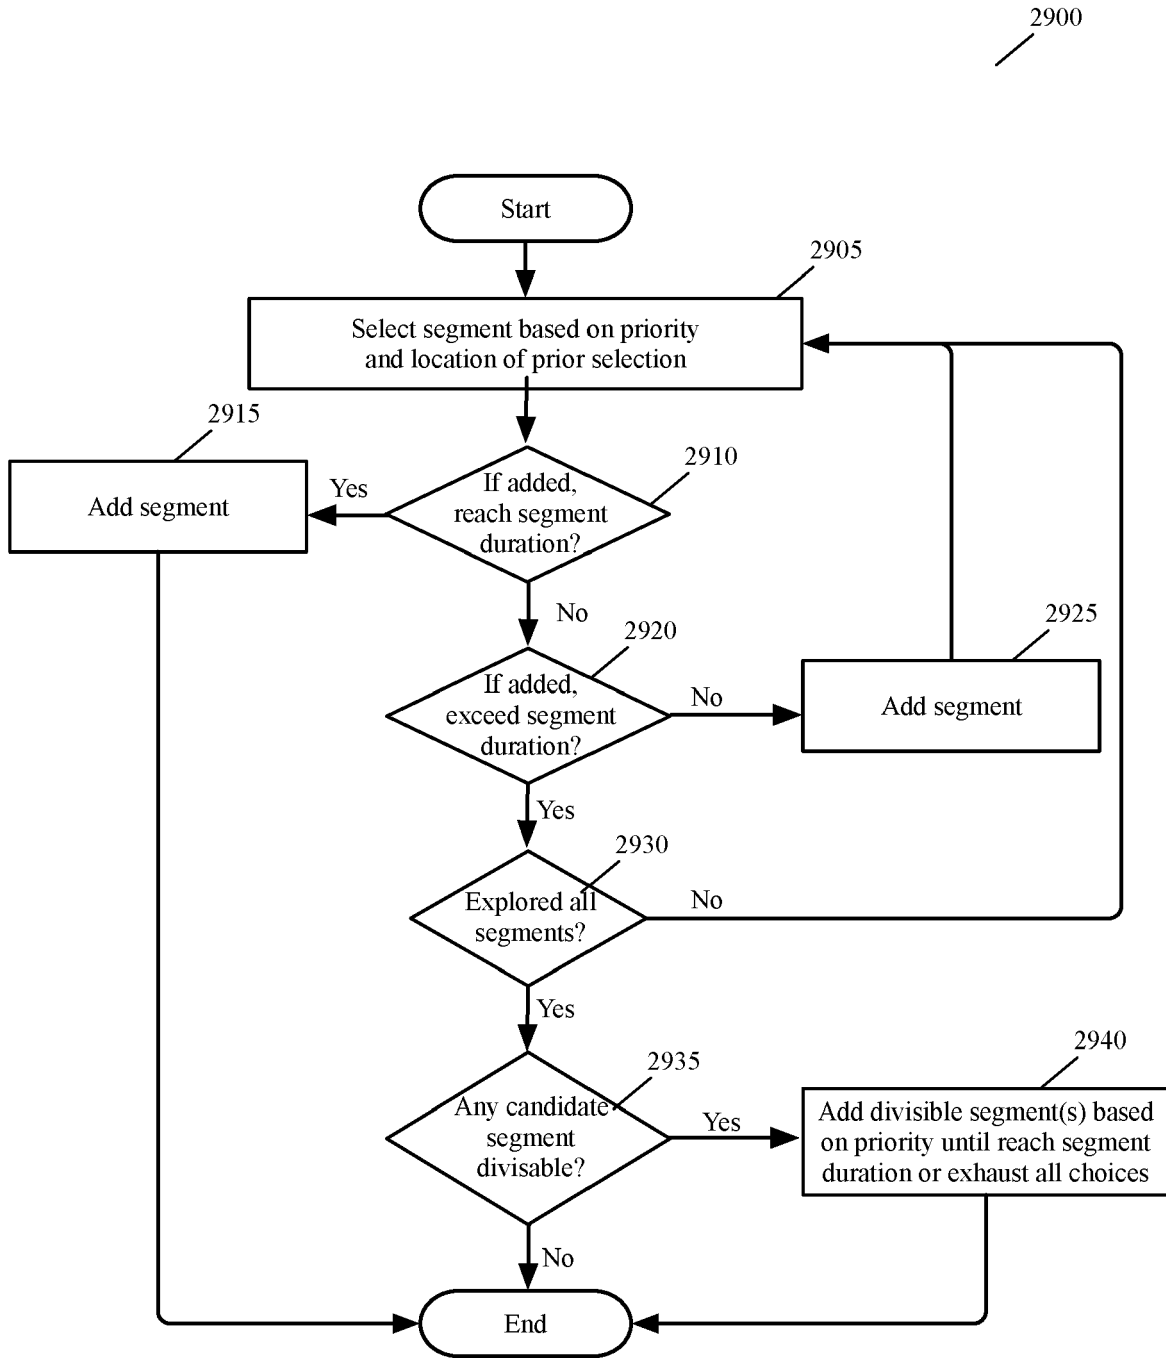 2900
Start
2905
Select segment based on priority
and location of prior selection
2915
Add segment
Yes
2910
If added,
reach segment
duration?
No
2920
If added,
exceed segment
duration?
No
2925
Add segment
Yes
2930
Explored all
segments?
No
Yes
2935
Any candidate
segment
divisable?
Yes
2940
Add divisible segment(s) based
on priority until reach segment
duration or exhaust all choices
No
End